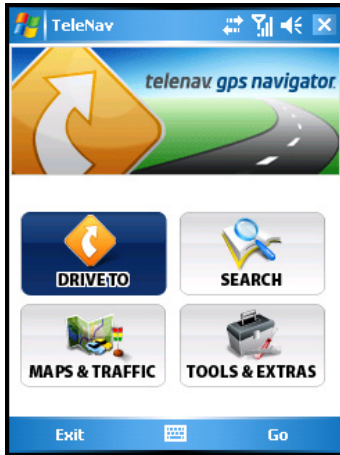 TeleNav
telenav gps navigator
DRIVE TO
SEARCH
MAPS & TRAFFIC
TOOLS & EXTRAS
Exit
Go